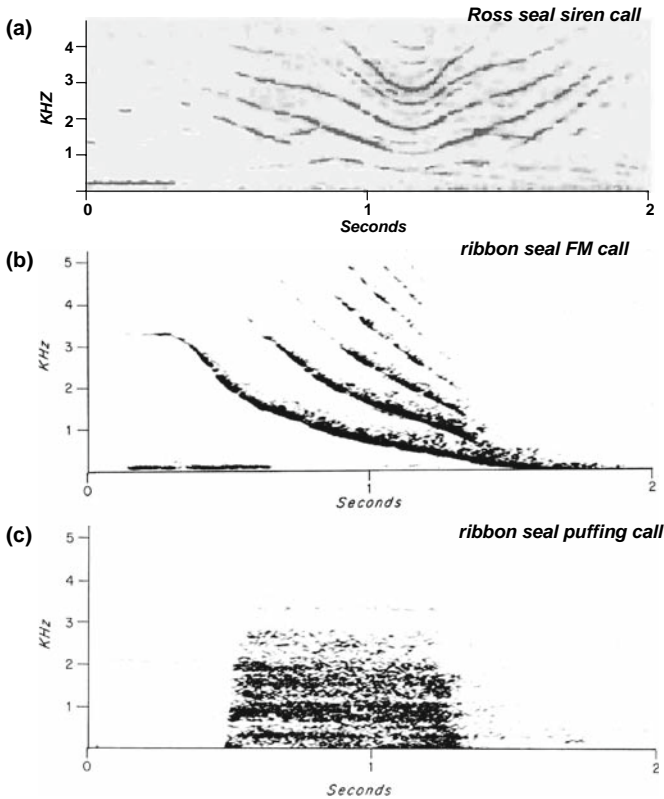 (a)
Ross seal siren call
4
3
2
1
KHZ
0 1 2
Seconds
(b)
ribbon seal FM call
5
4
3
2
1
KHz
0 1 2
Seconds
(c)
ribbon seal puffing call
5
4
3
2
1
KHz
0 1 2
Seconds